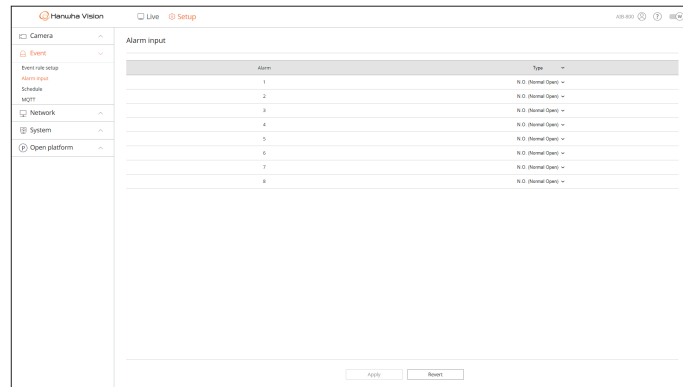 Hanwha Vision
Live
Setup
AIB-800
?
Camera
Event
Event rule setup
Alarm input
Schedule
MQTT
Network
System
Open platform
Alarm input
Alarm Type
1 N.O. (Normal Open)
2 N.O. (Normal Open)
3 N.O. (Normal Open)
4 N.O. (Normal Open)
5 N.O. (Normal Open)
6 N.O. (Normal Open)
7 N.O. (Normal Open)
8 N.O. (Normal Open)
Apply Revert